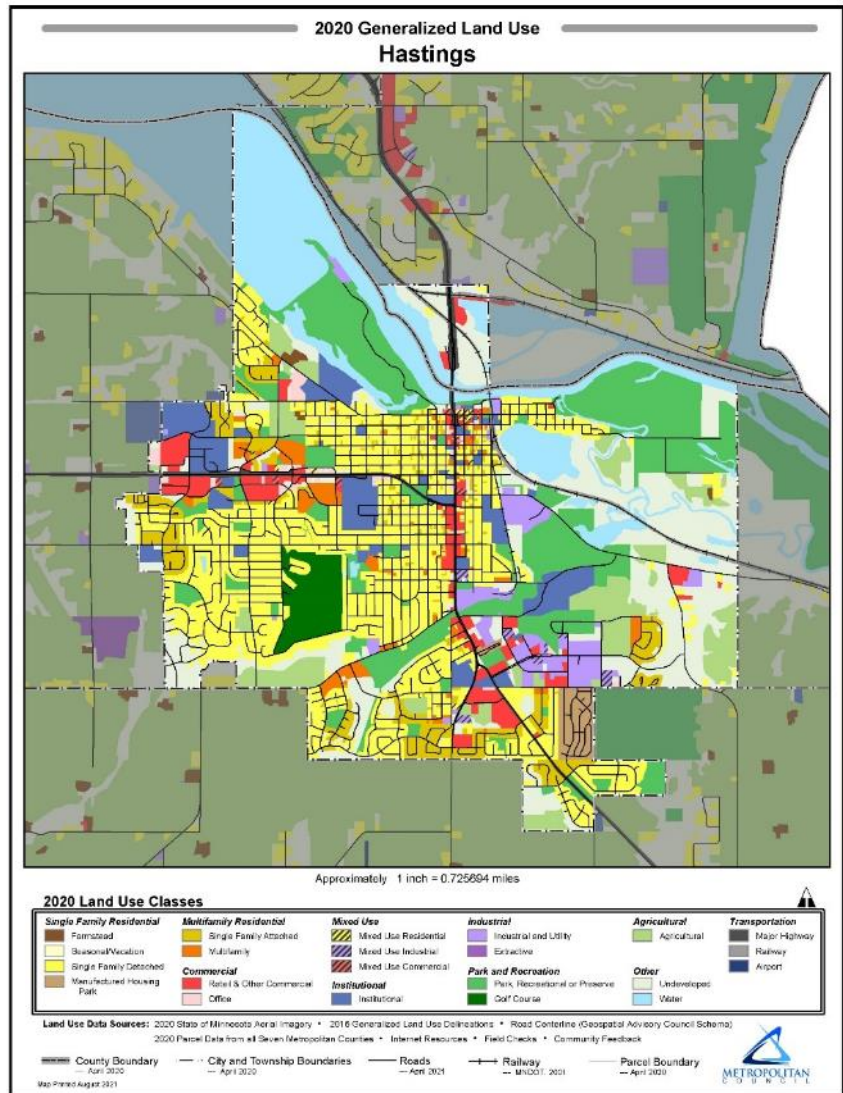 2020 Generalized Land Use
Hastings
Approximately 1 inch = 0.725694 miles
2020 Land Use Classes
Single Family Residential
Farmstead
Seasonal/Vacation
Single Family Detached
Manufactured Housing
Park
Multifamily Residential
Single Family Attached
Multifamily
Commercial
Retail & Other Commercial
Office
Mixed Use
Mixed Use Residential
Mixed Use Industrial
Mixed Use Commercial
Institutional
Institutional
Industrial
Industrial and Utility
Extractive
Park and Recreation
Park, Recreational or Preserve
Golf Course
Agricultural
Agricultural
Other
Undeveloped
Water
Transportation
Major Highway
Railway
Airport
Land Use Data Sources: 2020 State of Minnesota Aerial Imagery • 2016 Generalized Land Use Delineations • Road Centerline (Geospatial Advisory Council Schema)
2020 Parcel Data from all Seven Metropolitan Counties • Internet Resources • Field Checks • Community Feedback
County Boundary
— April 2020
City and Township Boundaries
— April 2020
Roads
— April 2021
Railway
— MNDOT, 2001
Parcel Boundary
— April 2020
Map Printed August 2021
METROPOLITAN
COUNCIL